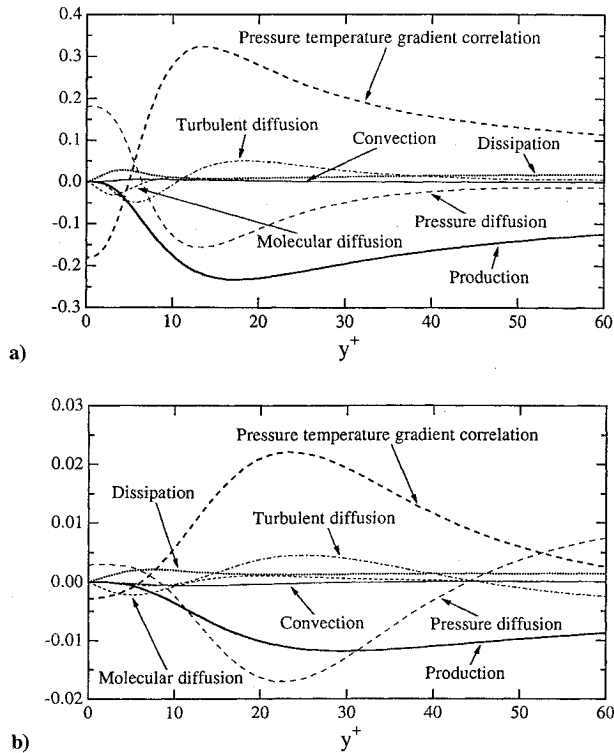 0.4
Pressure temperature gradient correlation
0.3
0.2
Turbulent diffusion
Convection
Dissipation
0.1
0.0
-0.1
Molecular diffusion
Pressure diffusion
-0.2
Production
-0.3
0 10 20 30 40 50 60
a)
y+
0.03
Pressure temperature gradient correlation
0.02
Dissipation
Turbulent diffusion
0.01
0.00
Convection
Pressure diffusion
-0.01
Molecular diffusion
Production
-0.02
0 10 20 30 40 50 60
b)
y+